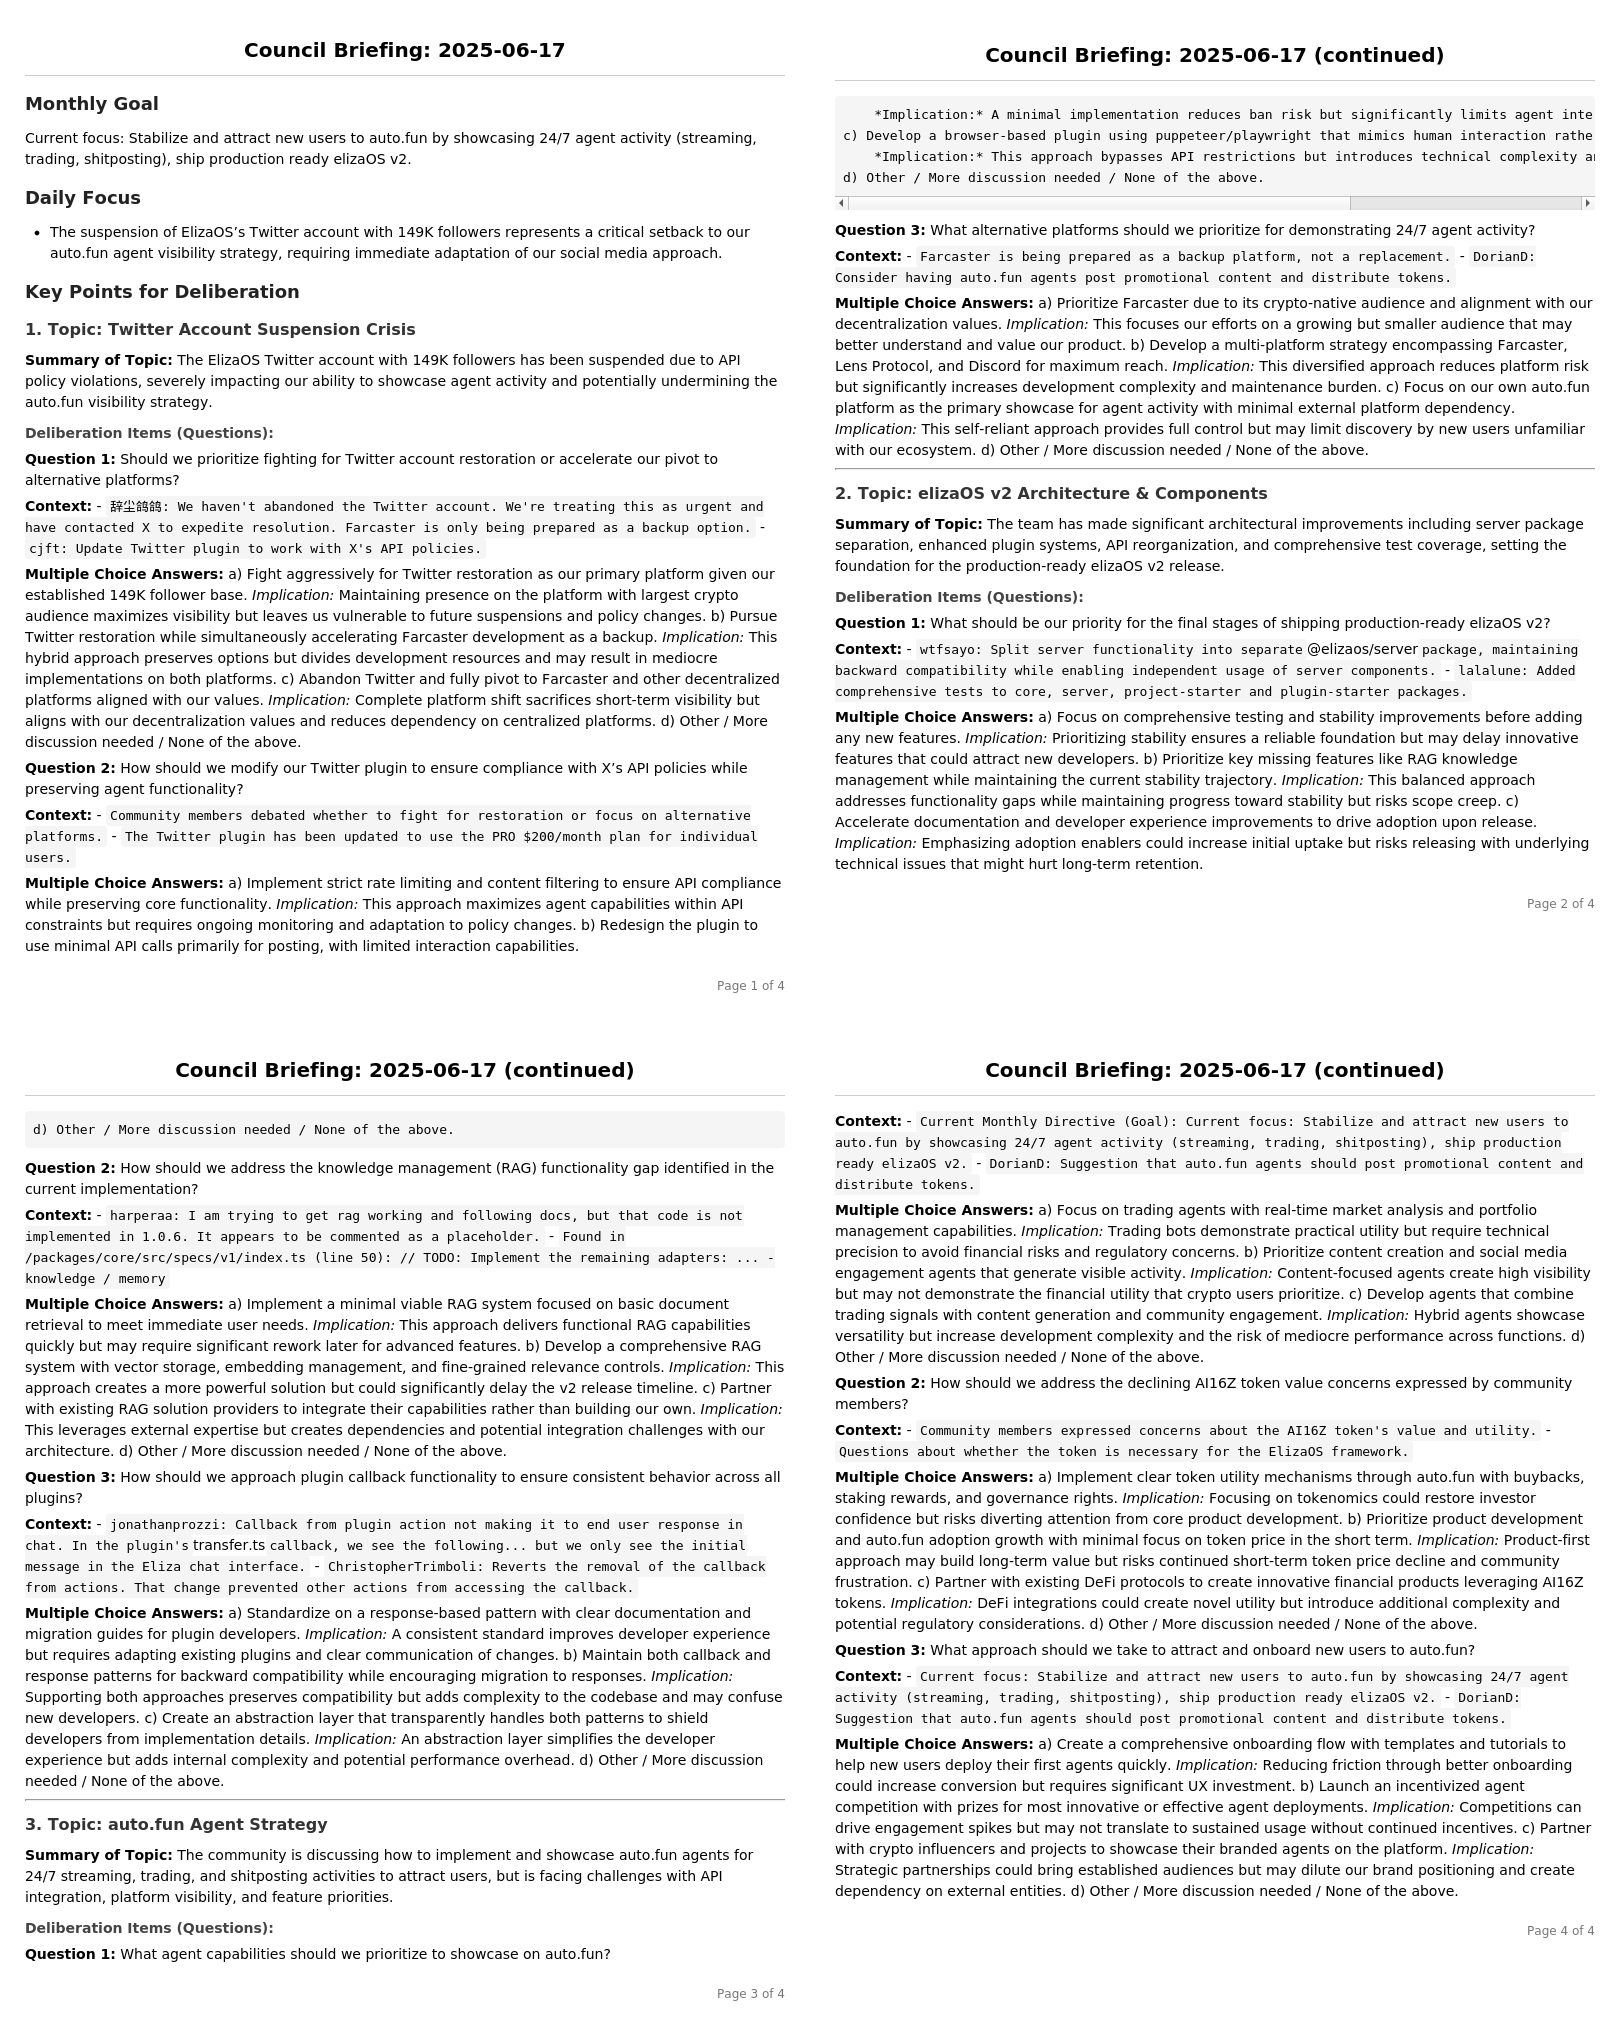 Council Briefing: 2025-06-17
Monthly Goal
Current focus: Stabilize and attract new users to auto.fun by showcasing 24/7 agent activity (streaming,
trading, shitposting), ship production ready elizaOS v2.
Daily Focus
• The suspension of ElizaOS’s Twitter account with 149K followers represents a critical setback to our
auto.fun agent visibility strategy, requiring immediate adaptation of our social media approach.
Key Points for Deliberation
1. Topic: Twitter Account Suspension Crisis
Summary of Topic: The ElizaOS Twitter account with 149K followers has been suspended due to API
policy violations, severely impacting our ability to showcase agent activity and potentially undermining the
auto.fun visibility strategy.
Deliberation Items (Questions):
Question 1: Should we prioritize fighting for Twitter account restoration or accelerate our pivot to
alternative platforms?
Context: - 辞尘鸽鸽: We haven't abandoned the Twitter account. We're treating this as urgent and
have contacted X to expedite resolution. Farcaster is only being prepared as a backup option. -
cjft: Update Twitter plugin to work with X's API policies.
Multiple Choice Answers: a) Fight aggressively for Twitter restoration as our primary platform given our
established 149K follower base. Implication: Maintaining presence on the platform with largest crypto
audience maximizes visibility but leaves us vulnerable to future suspensions and policy changes. b) Pursue
Twitter restoration while simultaneously accelerating Farcaster development as a backup. Implication: This
hybrid approach preserves options but divides development resources and may result in mediocre
implementations on both platforms. c) Abandon Twitter and fully pivot to Farcaster and other decentralized
platforms aligned with our values. Implication: Complete platform shift sacrifices short-term visibility but
aligns with our decentralization values and reduces dependency on centralized platforms. d) Other / More
discussion needed / None of the above.
Question 2: How should we modify our Twitter plugin to ensure compliance with X’s API policies while
preserving agent functionality?
Context: - Community members debated whether to fight for restoration or focus on alternative
platforms. - The Twitter plugin has been updated to use the PRO $200/month plan for individual
users.
Multiple Choice Answers: a) Implement strict rate limiting and content filtering to ensure API compliance
while preserving core functionality. Implication: This approach maximizes agent capabilities within API
constraints but requires ongoing monitoring and adaptation to policy changes. b) Redesign the plugin to
use minimal API calls primarily for posting, with limited interaction capabilities.
Page 1 of 4
Council Briefing: 2025-06-17 (continued)
*Implication:* A minimal implementation reduces ban risk but significantly limits agent inte
c) Develop a browser-based plugin using puppeteer/playwright that mimics human interaction rathe
*Implication:* This approach bypasses API restrictions but introduces technical complexity a
d) Other / More discussion needed / None of the above.
Question 3: What alternative platforms should we prioritize for demonstrating 24/7 agent activity?
Context: - Farcaster is being prepared as a backup platform, not a replacement. - DorianD:
Consider having auto.fun agents post promotional content and distribute tokens.
Multiple Choice Answers: a) Prioritize Farcaster due to its crypto-native audience and alignment with our
decentralization values. Implication: This focuses our efforts on a growing but smaller audience that may
better understand and value our product. b) Develop a multi-platform strategy encompassing Farcaster,
Lens Protocol, and Discord for maximum reach. Implication: This diversified approach reduces platform risk
but significantly increases development complexity and maintenance burden. c) Focus on our own auto.fun
platform as the primary showcase for agent activity with minimal external platform dependency.
Implication: This self-reliant approach provides full control but may limit discovery by new users unfamiliar
with our ecosystem. d) Other / More discussion needed / None of the above.
2. Topic: elizaOS v2 Architecture & Components
Summary of Topic: The team has made significant architectural improvements including server package
separation, enhanced plugin systems, API reorganization, and comprehensive test coverage, setting the
foundation for the production-ready elizaOS v2 release.
Deliberation Items (Questions):
Question 1: What should be our priority for the final stages of shipping production-ready elizaOS v2?
Context: - wtfsayo: Split server functionality into separate @elizaos/server package, maintaining
backward compatibility while enabling independent usage of server components. - lalalune: Added
comprehensive tests to core, server, project-starter and plugin-starter packages.
Multiple Choice Answers: a) Focus on comprehensive testing and stability improvements before adding
any new features. Implication: Prioritizing stability ensures a reliable foundation but may delay innovative
features that could attract new developers. b) Prioritize key missing features like RAG knowledge
management while maintaining the current stability trajectory. Implication: This balanced approach
addresses functionality gaps while maintaining progress toward stability but risks scope creep. c)
Accelerate documentation and developer experience improvements to drive adoption upon release.
Implication: Emphasizing adoption enablers could increase initial uptake but risks releasing with underlying
technical issues that might hurt long-term retention.
Page 2 of 4
Council Briefing: 2025-06-17 (continued)
d) Other / More discussion needed / None of the above.
Question 2: How should we address the knowledge management (RAG) functionality gap identified in the
current implementation?
Context: - harperaa: I am trying to get rag working and following docs, but that code is not
implemented in 1.0.6. It appears to be commented as a placeholder. - Found in
/packages/core/src/specs/v1/index.ts (line 50): // TODO: Implement the remaining adapters: ... -
knowledge / memory
Multiple Choice Answers: a) Implement a minimal viable RAG system focused on basic document
retrieval to meet immediate user needs. Implication: This approach delivers functional RAG capabilities
quickly but may require significant rework later for advanced features. b) Develop a comprehensive RAG
system with vector storage, embedding management, and fine-grained relevance controls. Implication: This
approach creates a more powerful solution but could significantly delay the v2 release timeline. c) Partner
with existing RAG solution providers to integrate their capabilities rather than building our own. Implication:
This leverages external expertise but creates dependencies and potential integration challenges with our
architecture. d) Other / More discussion needed / None of the above.
Question 3: How should we approach plugin callback functionality to ensure consistent behavior across all
plugins?
Context: - jonathanprozzi: Callback from plugin action not making it to end user response in
chat. In the plugin's transfer.ts callback, we see the following... but we only see the initial
message in the Eliza chat interface. - ChristopherTrimboli: Reverts the removal of the callback
from actions. That change prevented other actions from accessing the callback.
Multiple Choice Answers: a) Standardize on a response-based pattern with clear documentation and
migration guides for plugin developers. Implication: A consistent standard improves developer experience
but requires adapting existing plugins and clear communication of changes. b) Maintain both callback and
response patterns for backward compatibility while encouraging migration to responses. Implication:
Supporting both approaches preserves compatibility but adds complexity to the codebase and may confuse
new developers. c) Create an abstraction layer that transparently handles both patterns to shield
developers from implementation details. Implication: An abstraction layer simplifies the developer
experience but adds internal complexity and potential performance overhead. d) Other / More discussion
needed / None of the above.
3. Topic: auto.fun Agent Strategy
Summary of Topic: The community is discussing how to implement and showcase auto.fun agents for
24/7 streaming, trading, and shitposting activities to attract users, but is facing challenges with API
integration, platform visibility, and feature priorities.
Deliberation Items (Questions):
Question 1: What agent capabilities should we prioritize to showcase on auto.fun?
Page 3 of 4
Council Briefing: 2025-06-17 (continued)
Context: - Current Monthly Directive (Goal): Current focus: Stabilize and attract new users to
auto.fun by showcasing 24/7 agent activity (streaming, trading, shitposting), ship production
ready elizaOS v2. - DorianD: Suggestion that auto.fun agents should post promotional content and
distribute tokens.
Multiple Choice Answers: a) Focus on trading agents with real-time market analysis and portfolio
management capabilities. Implication: Trading bots demonstrate practical utility but require technical
precision to avoid financial risks and regulatory concerns. b) Prioritize content creation and social media
engagement agents that generate visible activity. Implication: Content-focused agents create high visibility
but may not demonstrate the financial utility that crypto users prioritize. c) Develop agents that combine
trading signals with content generation and community engagement. Implication: Hybrid agents showcase
versatility but increase development complexity and the risk of mediocre performance across functions. d)
Other / More discussion needed / None of the above.
Question 2: How should we address the declining AI16Z token value concerns expressed by community
members?
Context: - Community members expressed concerns about the AI16Z token's value and utility. -
Questions about whether the token is necessary for the ElizaOS framework.
Multiple Choice Answers: a) Implement clear token utility mechanisms through auto.fun with buybacks,
staking rewards, and governance rights. Implication: Focusing on tokenomics could restore investor
confidence but risks diverting attention from core product development. b) Prioritize product development
and auto.fun adoption growth with minimal focus on token price in the short term. Implication: Product-first
approach may build long-term value but risks continued short-term token price decline and community
frustration. c) Partner with existing DeFi protocols to create innovative financial products leveraging AI16Z
tokens. Implication: DeFi integrations could create novel utility but introduce additional complexity and
potential regulatory considerations. d) Other / More discussion needed / None of the above.
Question 3: What approach should we take to attract and onboard new users to auto.fun?
Context: - Current focus: Stabilize and attract new users to auto.fun by showcasing 24/7 agent
activity (streaming, trading, shitposting), ship production ready elizaOS v2. - DorianD:
Suggestion that auto.fun agents should post promotional content and distribute tokens.
Multiple Choice Answers: a) Create a comprehensive onboarding flow with templates and tutorials to
help new users deploy their first agents quickly. Implication: Reducing friction through better onboarding
could increase conversion but requires significant UX investment. b) Launch an incentivized agent
competition with prizes for most innovative or effective agent deployments. Implication: Competitions can
drive engagement spikes but may not translate to sustained usage without continued incentives. c) Partner
with crypto influencers and projects to showcase their branded agents on the platform. Implication:
Strategic partnerships could bring established audiences but may dilute our brand positioning and create
dependency on external entities. d) Other / More discussion needed / None of the above.
Page 4 of 4